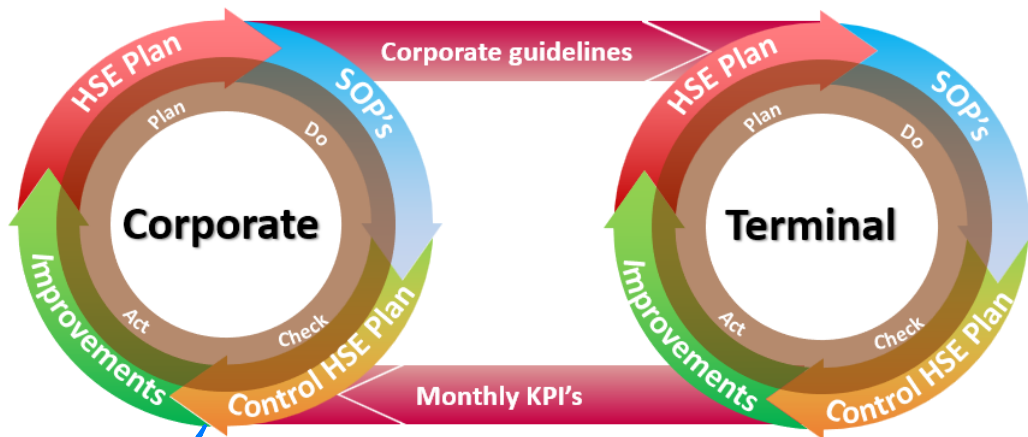 HSE Plan
SOP's
Plan
Do
Corporate
Act
Check
Improvements
Control HSE Plan
Corporate guidelines
Monthly KPI's
HSE Plan
SOP's
Plan
Do
Terminal
Act
Check
Improvements
Control HSE Plan